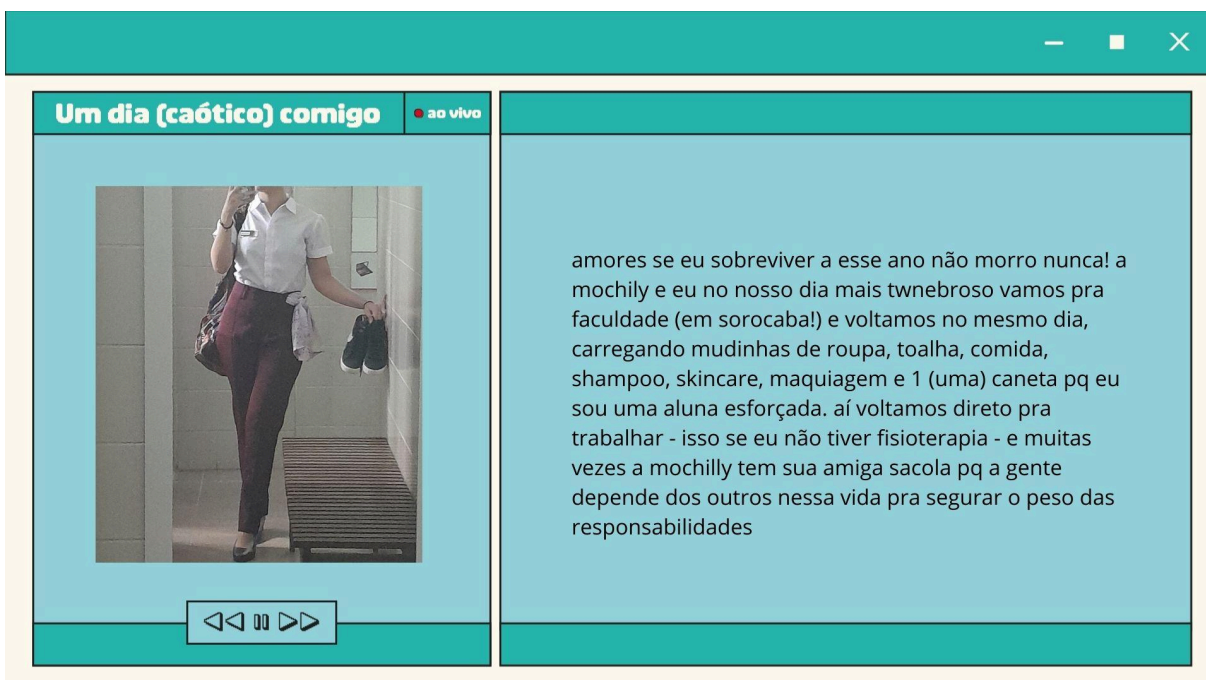 Um dia (caótico) comigo
ao vivo
amores se eu sobreviver a esse ano não morro nunca! a
mochily e eu no nosso dia mais twnebroso vamos pra
faculdade (em sorocaba!) e voltamos no mesmo dia,
carregando mudinhas de roupa, toalha, comida,
shampoo, skincare, maquiagem e 1 (uma) caneta pq eu
sou uma aluna esforçada. aí voltamos direto pra
trabalhar - isso se eu não tiver fisioterapia - e muitas
vezes a mochilly tem sua amiga sacola pq a gente
depende dos outros nessa vida pra segurar o peso das
responsabilidades